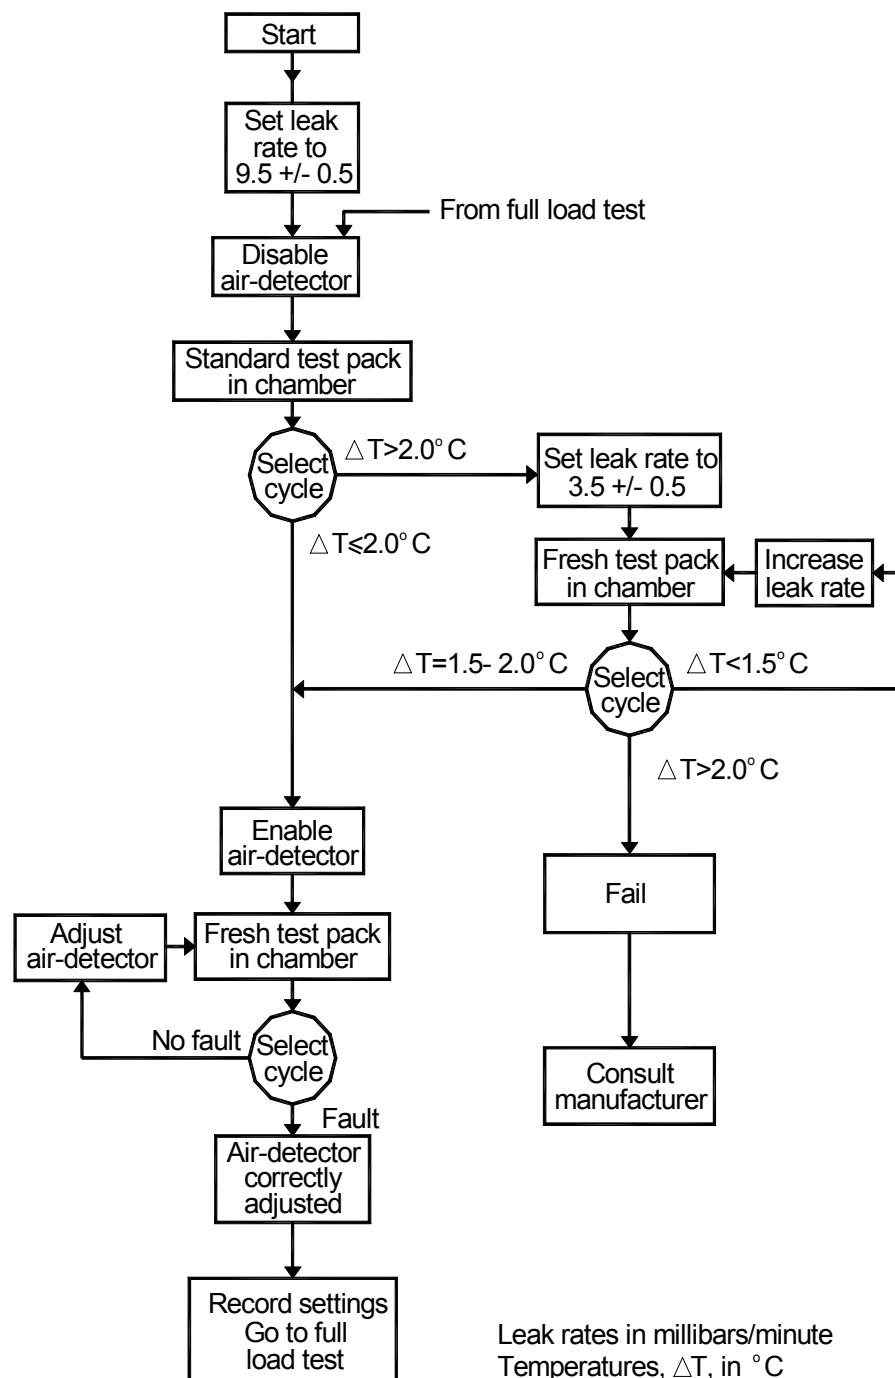 Start
Set leak
rate to
9.5 +/- 0.5
From full load test
Disable
air-detector
Standard test pack
in chamber
Select
cycle
△T>2.0°C
Set leak rate to
3.5 +/- 0.5
△T⩽2.0°C
Fresh test pack
in chamber
Increase
leak rate
△T=1.5- 2.0°C
Select
cycle
△T<1.5°C
△T>2.0°C
Enable
air-detector
Fail
Adjust
air-detector
Fresh test pack
in chamber
No fault
Select
cycle
Consult
manufacturer
Fault
Air-detector
correctly
adjusted
Record settings
Go to full
load test
Leak rates in millibars/minute
Temperatures, △T, in °C